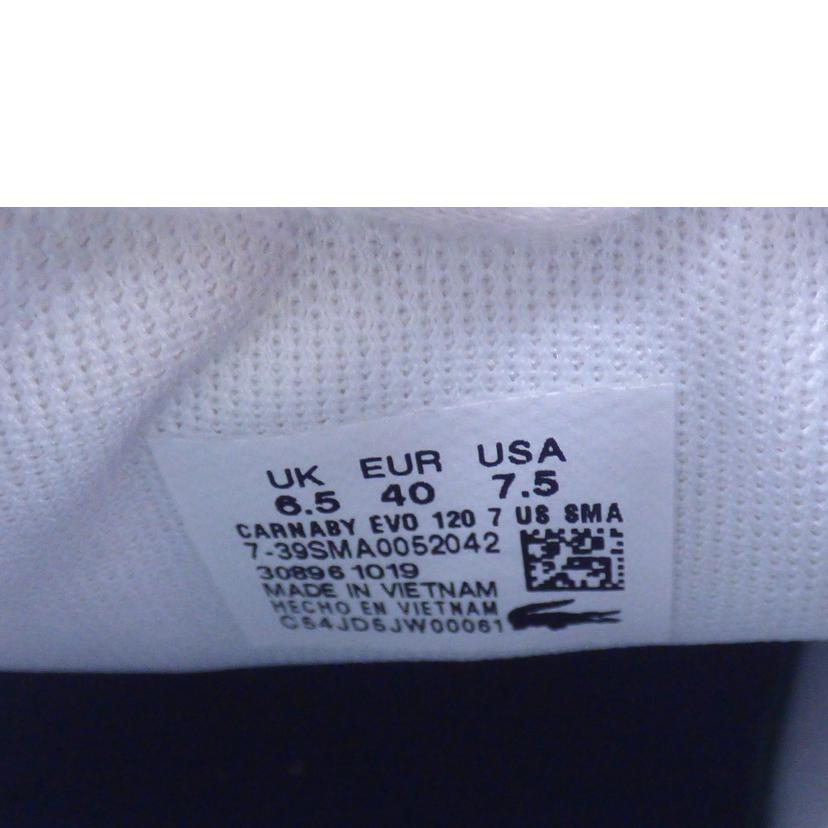 UK EUR USA
6.5 40 7.5
CARNABY EVO 120 7 US SMA
7-39SMA0052042
30896 1019
MADE IN VIETNAM
HECHO EN VIETNAM
C54JD5JW00061